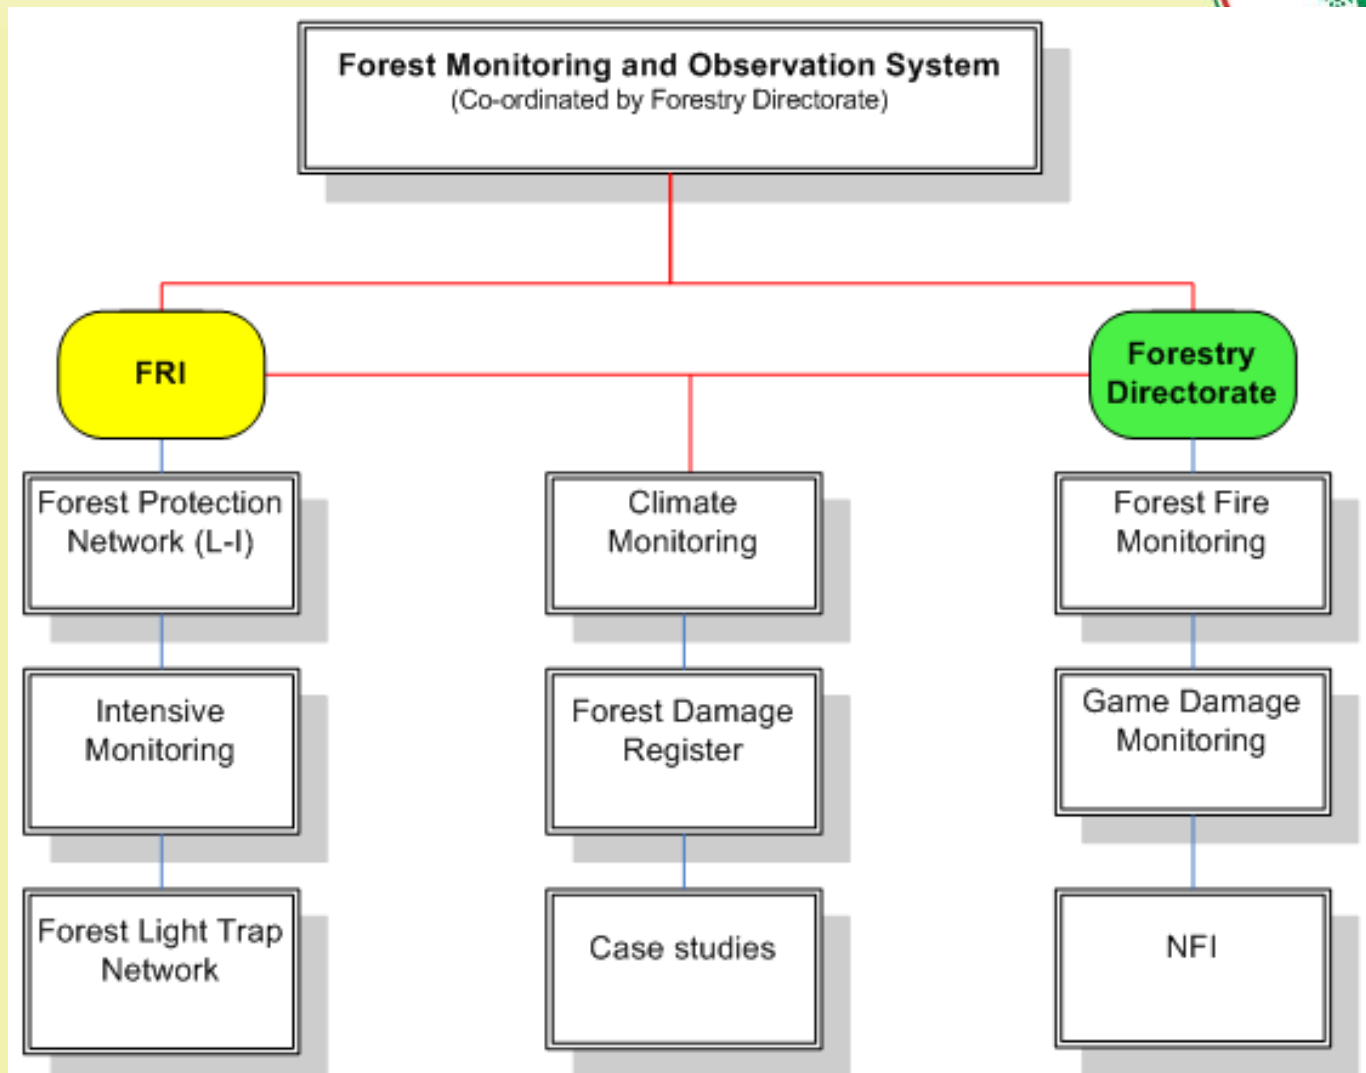 Forest Monitoring and Observation System
(Co-ordinated by Forestry Directorate)
FRI
Forestry
Directorate
Forest Protection
Network (L-I)
Climate
Monitoring
Forest Fire
Monitoring
Intensive
Monitoring
Forest Damage
Register
Game Damage
Monitoring
Forest Light Trap
Network
Case studies
NFI